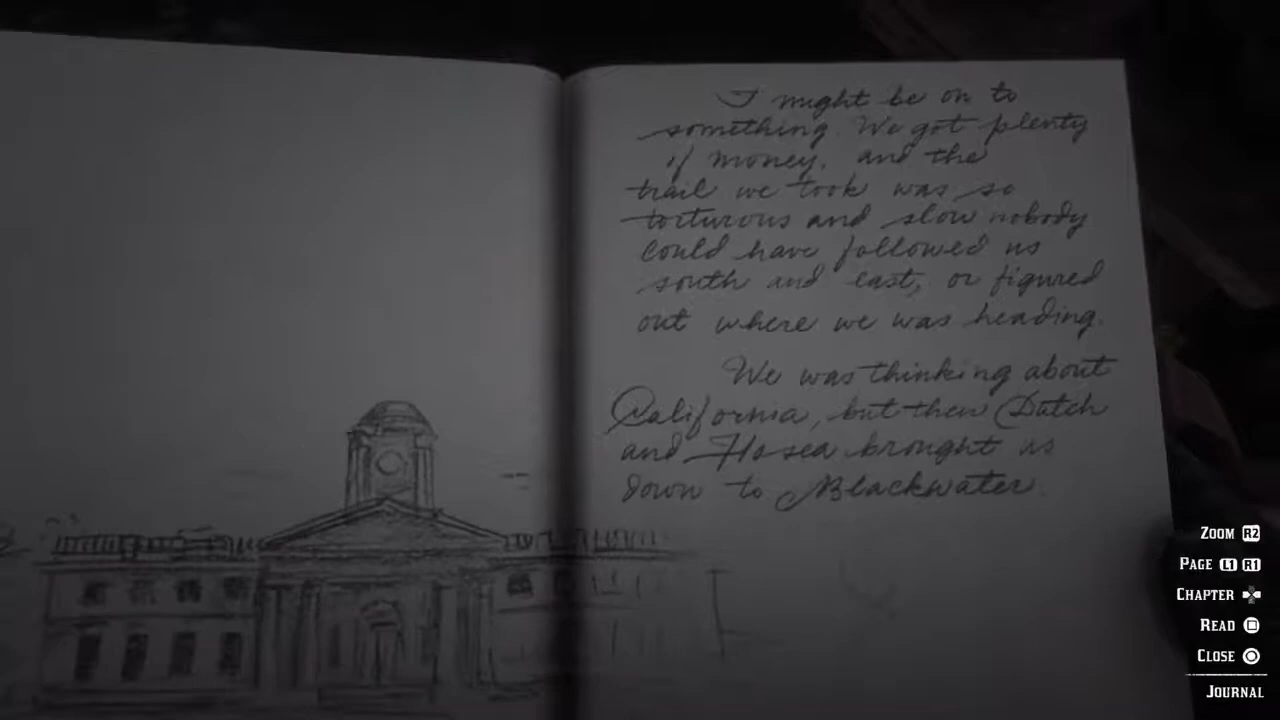 I might be on to
something. We got plenty
of money, and the
trail we took was so
torturous and slow nobody
could have followed us
south and east, or figured
out where we was heading.
We was thinking about
California, but then Dutch
and Hosea brought us
down to Blackwater.
ZOOM R2
PAGE L1 R1
CHAPTER
READ
CLOSE
JOURNAL